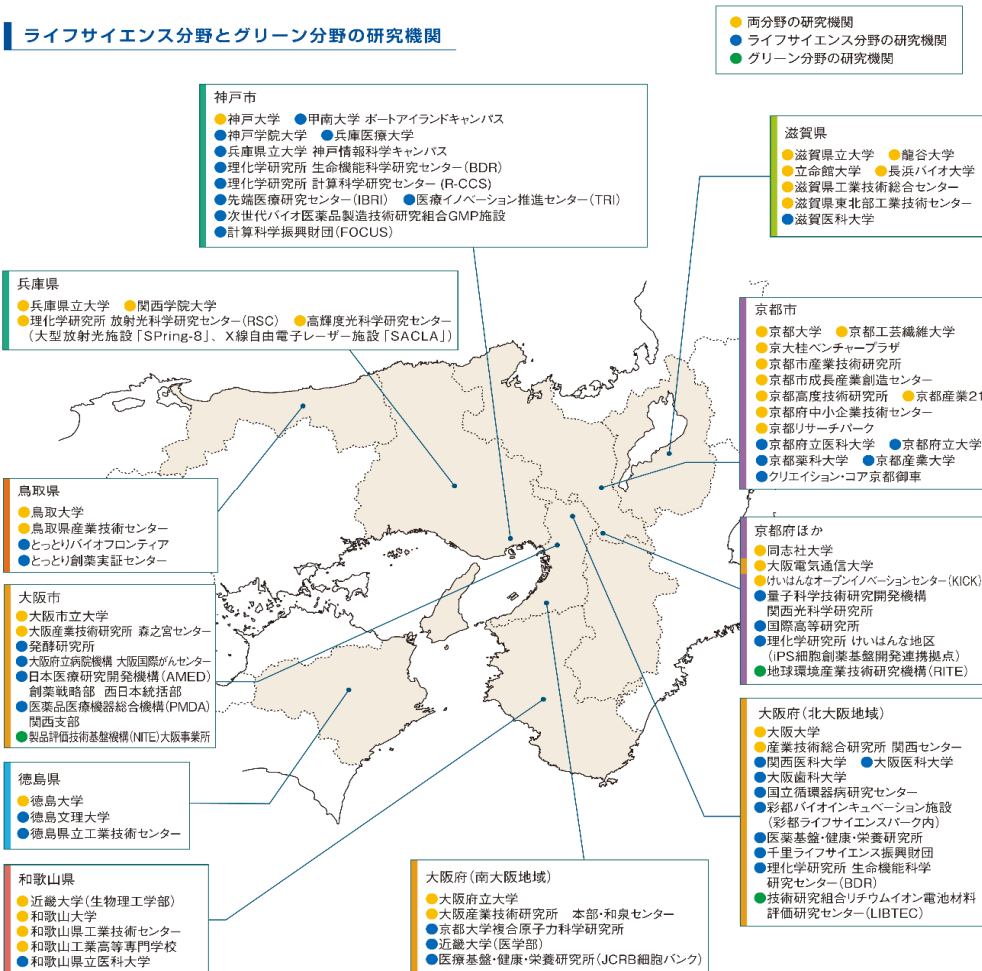 ライフサイエンス分野とグリーン分野の研究機関
●両分野の研究機関
●ライフサイエンス分野の研究機関
●グリーン分野の研究機関
神戸市
●神戸大学 ●甲南大学 ポートアイランドキャンパス
●神戸学院大学 ●兵庫医療大学
●兵庫県立大学 神戸情報科学キャンパス
●理化学研究所 生命機能科学研究センター(BDR)
●理化学研究所 計算科学研究センター (R-CCS)
●先端医療研究センター(IBRI) ●医療イノベーション推進センター(TRI)
●次世代バイオ医薬品製造技術研究組合GMP施設
●計算科学振興財団(FOCUS)
滋賀県
●滋賀県立大学 ●龍谷大学
●立命館大学 ●長浜バイオ大学
●滋賀県工業技術総合センター
●滋賀県東北部工業技術センター
●滋賀医科大学
兵庫県
●兵庫県立大学 ●関西学院大学
●理化学研究所 放射光科学研究センター(RSC) ●高輝度光科学研究センター
(大型放射光施設「SPring-8」、X線自由電子レーザー施設「SACLA」)
京都市
●京都大学 ●京都工芸繊維大学
●京大桂ベンチャープラザ
●京都市産業技術研究所
●京都市成長産業創造センター
●京都高度技術研究所 ●京都産業21
●京都府中小企業技術センター
●京都リサーチパーク
●京都府立医科大学 ●京都府立大学
●京都薬科大学 ●京都産業大学
●クリエイション・コア京都御車
鳥取県
●鳥取大学
●鳥取県産業技術センター
●とっとりバイオフロンティア
●とっとり創薬実証センター
京都府ほか
●同志社大学
●大阪電気通信大学
●けいはんなオープンイノベーションセンター(KICK)
●量子科学技術研究開発機構
関西光科学研究所
●国際高等研究所
●理化学研究所 けいはんな地区
(iPS細胞創薬基盤開発連携拠点)
●地球環境産業技術研究機構(RITE)
大阪市
●大阪市立大学
●大阪産業技術研究所 森之宮センター
●発酵研究所
●大阪府立病院機構 大阪国際がんセンター
●日本医療研究開発機構(AMED)
創薬戦略部 西日本統括部
●医薬品医療機器総合機構(PMDA)
関西支部
●製品評価技術基盤機構(NITE)大阪事業所
大阪府(北大阪地域)
●大阪大学
●産業技術総合研究所 関西センター
●関西医科大学 ●大阪医科大学
●大阪歯科大学
●国立循環器病研究センター
●彩都バイオインキュベーション施設
(彩都ライフサイエンスパーク内)
●医薬基盤・健康・栄養研究所
●千里ライフサイエンス振興財団
●理化学研究所 生命機能科学
研究センター(BDR)
●技術研究組合リチウムイオン電池材料
評価研究センター(LIBTEC)
徳島県
●徳島大学
●徳島文理大学
●徳島県立工業技術センター
和歌山県
●近畿大学(生物理工学部)
●和歌山大学
●和歌山県工業技術センター
●和歌山工業高等専門学校
●和歌山県立医科大学
大阪府(南大阪地域)
●大阪府立大学
●大阪産業技術研究所 本部・和泉センター
●京都大学複合原子力科学研究所
●近畿大学(医学部)
●医療基盤・健康・栄養研究所(JCRB細胞バンク)